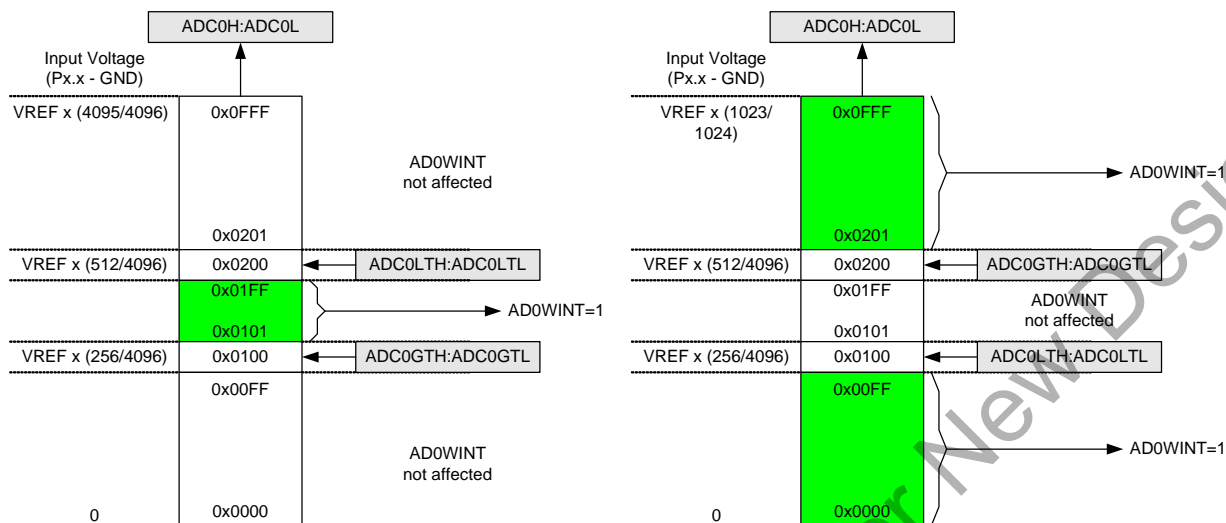 ADC0H:ADC0L
Input Voltage
(Px.x - GND)
VREF x (4095/4096)
0x0FFF
AD0WINT
not affected
0x0201
VREF x (512/4096)
0x0200
ADC0LTH:ADC0LTL
0x01FF
AD0WINT=1
0x0101
VREF x (256/4096)
0x0100
ADC0GTH:ADC0GTL
0x00FF
AD0WINT
not affected
0
0x0000
ADC0H:ADC0L
Input Voltage
(Px.x - GND)
VREF x (1023/
1024)
0x0FFF
AD0WINT=1
0x0201
VREF x (512/4096)
0x0200
ADC0GTH:ADC0GTL
0x01FF
AD0WINT
not affected
0x0101
VREF x (256/4096)
0x0100
ADC0LTH:ADC0LTL
0x00FF
AD0WINT=1
0
0x0000
New